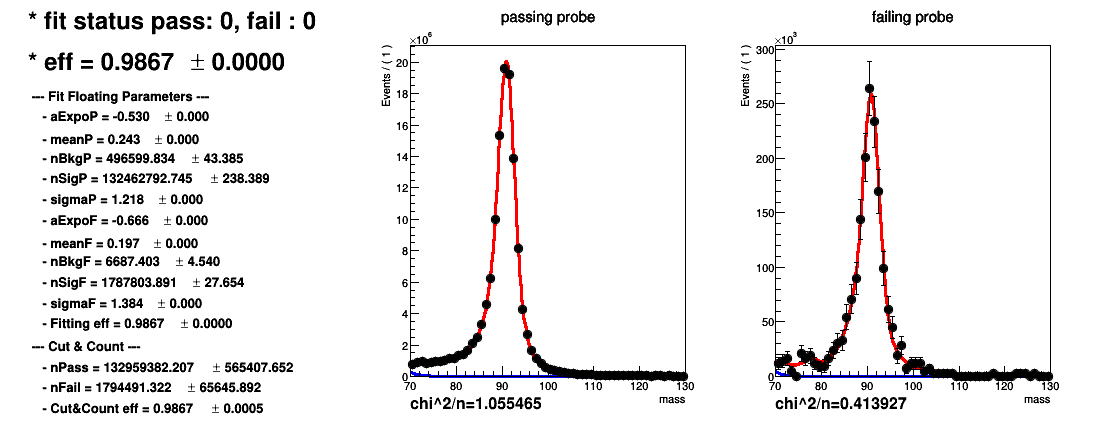 * fit status pass: 0, fail : 0
* eff = 0.9867 ± 0.0000
--- Fit Floating Parameters ---
- aExpoP = -0.530 ± 0.000
- meanP = 0.243 ± 0.000
- nBkgP = 496599.834 ± 43.385
- nSigP = 132462792.745 ± 238.389
- sigmaP = 1.218 ± 0.000
- aExpoF = -0.666 ± 0.000
- meanF = 0.197 ± 0.000
- nBkgF = 6687.403 ± 4.540
- nSigF = 1787803.891 ± 27.654
- sigmaF = 1.384 ± 0.000
- Fitting eff = 0.9867 ± 0.0000
--- Cut & Count ---
- nPass = 132959382.207 ± 565407.652
- nFail = 1794491.322 ± 65645.892
- Cut&Count eff = 0.9867 ± 0.0005
passing probe
×10⁶
Events / ( 1 )
20
18
16
14
12
10
8
6
4
2
0
70 80 90 100 110 120 130
mass
chi^2/n=1.055465
failing probe
×10³
Events / ( 1 )
300
250
200
150
100
50
0
70 80 90 100 110 120 130
mass
chi^2/n=0.413927